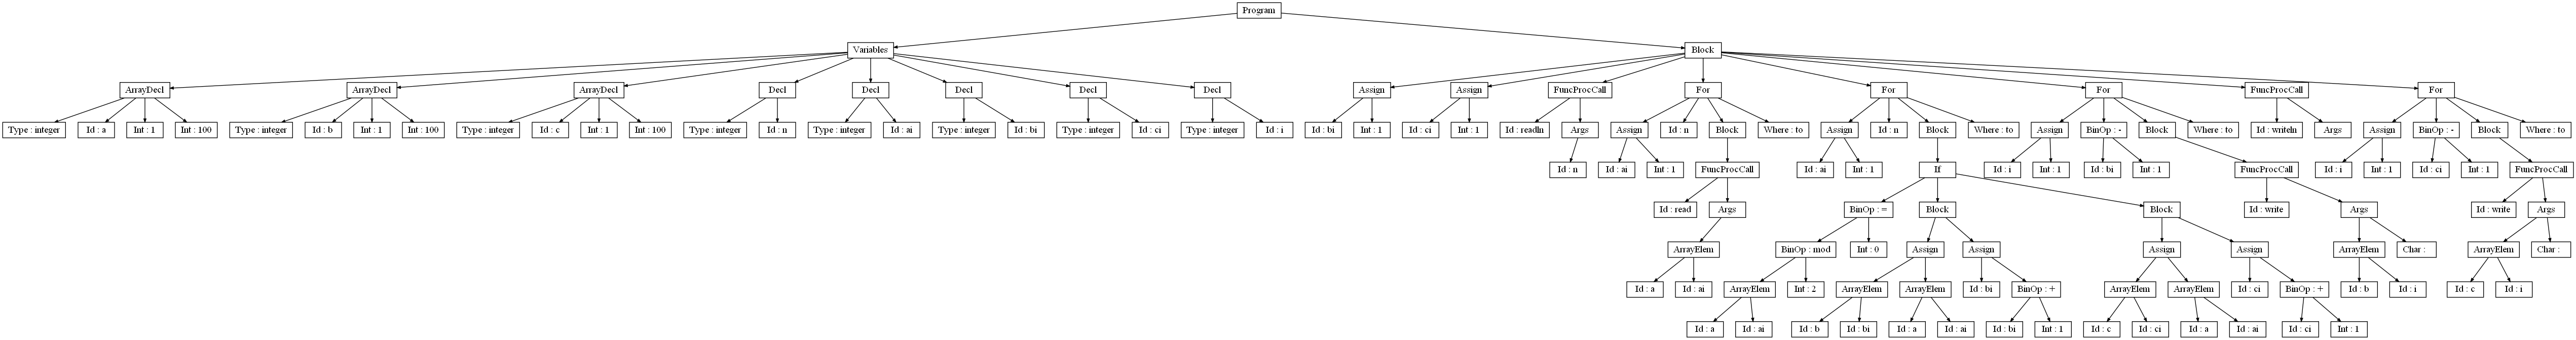 Program
Variables Block
ArrayDecl ArrayDecl ArrayDecl Decl Decl Decl Decl Decl Assign Assign FuncProcCall For For For FuncProcCall For
Type : integer Id : a Int : 1 Int : 100 Type : integer Id : b Int : 1 Int : 100 Type : integer Id : c Int : 1 Int : 100 Type : integer Id : n Type : integer Id : ai Type : integer Id : bi Type : integer Id : ci Type : integer Id : i Id : bi Int : 1 Id : ci Int : 1 Id : readln Args Assign Id : n Block Where : to Assign Id : n Block Where : to Assign BinOp : - Block Where : to Id : writeln Args Assign BinOp : - Block Where : to
Id : n Id : ai Int : 1 FuncProcCall Id : ai Int : 1 If Id : i Int : 1 Id : bi Int : 1 FuncProcCall Id : i Int : 1 Id : ci Int : 1 FuncProcCall
Id : read Args BinOp : = Block Block Id : write Args Id : write Args
ArrayElem BinOp : mod Int : 0 Assign Assign Assign Assign ArrayElem Char : ArrayElem Char :
Id : a Id : ai ArrayElem Int : 2 ArrayElem ArrayElem Id : bi BinOp : + ArrayElem ArrayElem Id : ci BinOp : + Id : b Id : i Id : c Id : i
Id : a Id : ai Id : b Id : bi Id : a Id : ai Id : bi Int : 1 Id : c Id : ci Id : a Id : ai Id : ci Int : 1